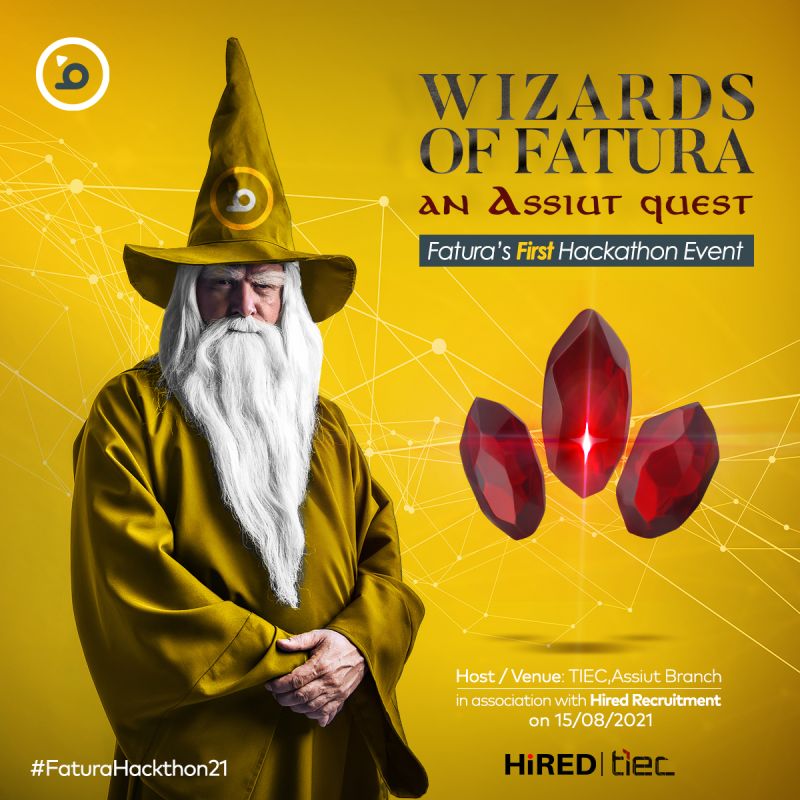 WIZARDS
OF FATURA
AN ASSIUT QUEST
Fatura's First Hackathon Event
Host / Venue: TIEC,Assiut Branch
in association with Hired Recruitment
on 15/08/2021
HiRED | tiec
#FaturaHackthon21